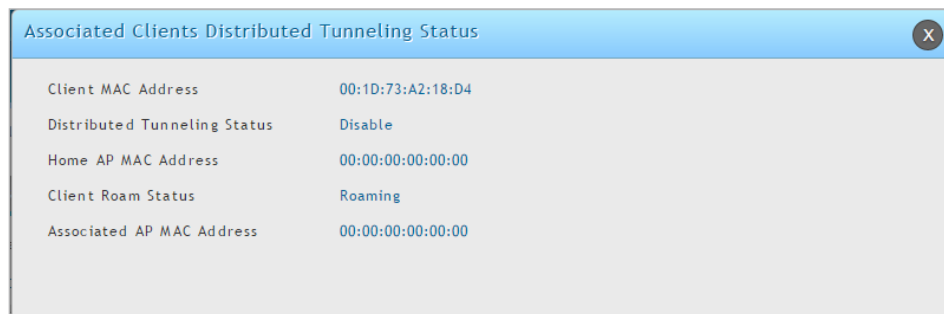 Associated Clients Distributed Tunneling Status X
Client MAC Address 00:1D:73:A2:18:D4
Distributed Tunneling Status Disable
Home AP MAC Address 00:00:00:00:00:00
Client Roam Status Roaming
Associated AP MAC Address 00:00:00:00:00:00